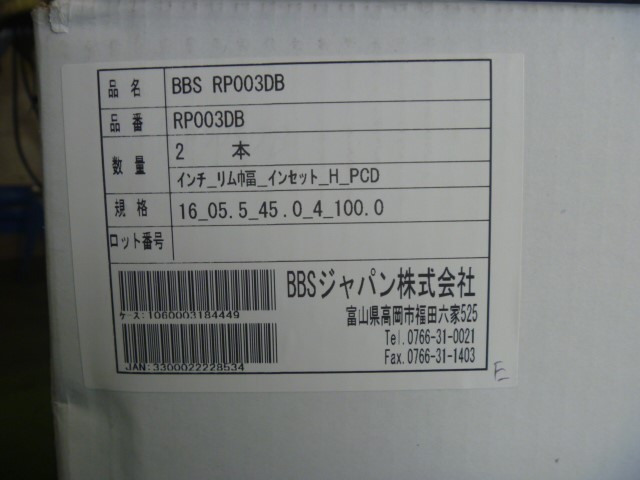 品名 BBS RP003DB
品番 RP003DB
数量 2 本
インチ_リム巾冨_インセット_H_PCD
規格 16_05.5_45.0_4_100.0
ロット番号
BBSジャパン株式会社
富山県高岡市福田六家525
Tel.0766-31-0021
Fax.0766-31-1403
ケース:1060003184449
JAN:3300022228534
E